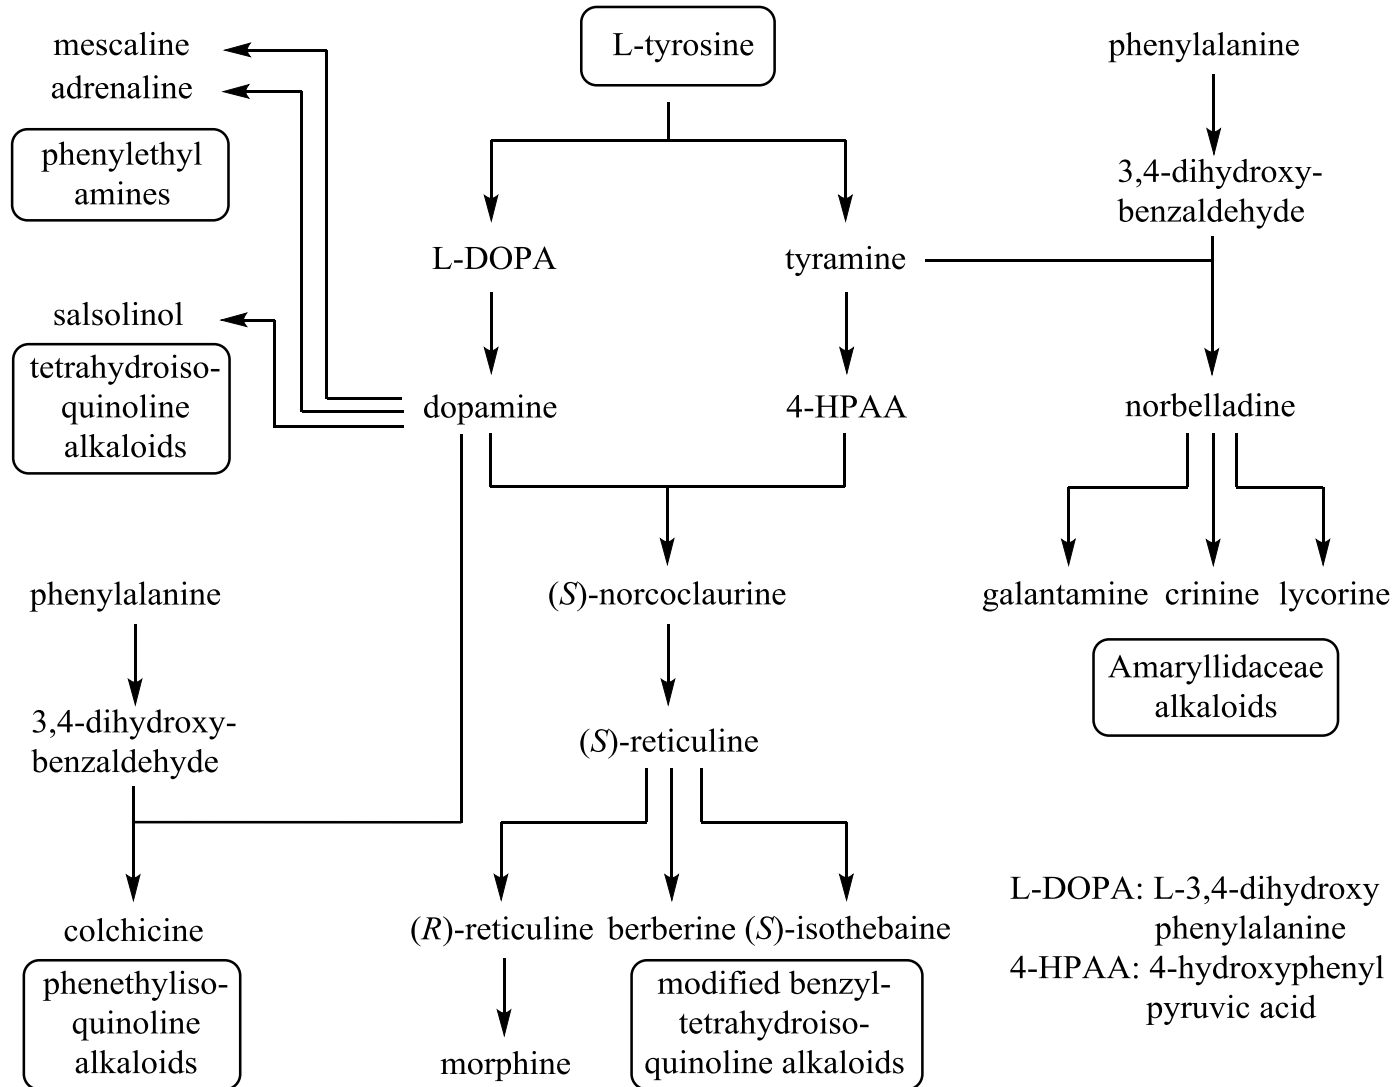 mescaline
adrenaline
phenylethyl
amines
L-tyrosine
phenylalanine
3,4-dihydroxy-
benzaldehyde
L-DOPA
tyramine
salsolinol
tetrahydroiso-
quinoline
alkaloids
dopamine
4-HPAA
norbelladine
phenylalanine
(S)-norcoclaurine
galantamine crinine lycorine
Amaryllidaceae
alkaloids
3,4-dihydroxy-
benzaldehyde
(S)-reticuline
colchicine
phenethyliso-
quinoline
alkaloids
(R)-reticuline berberine (S)-isothebaine
modified benzyl-
tetrahydroiso-
quinoline alkaloids
morphine
L-DOPA: L-3,4-dihydroxy
phenylalanine
4-HPAA: 4-hydroxyphenyl
pyruvic acid